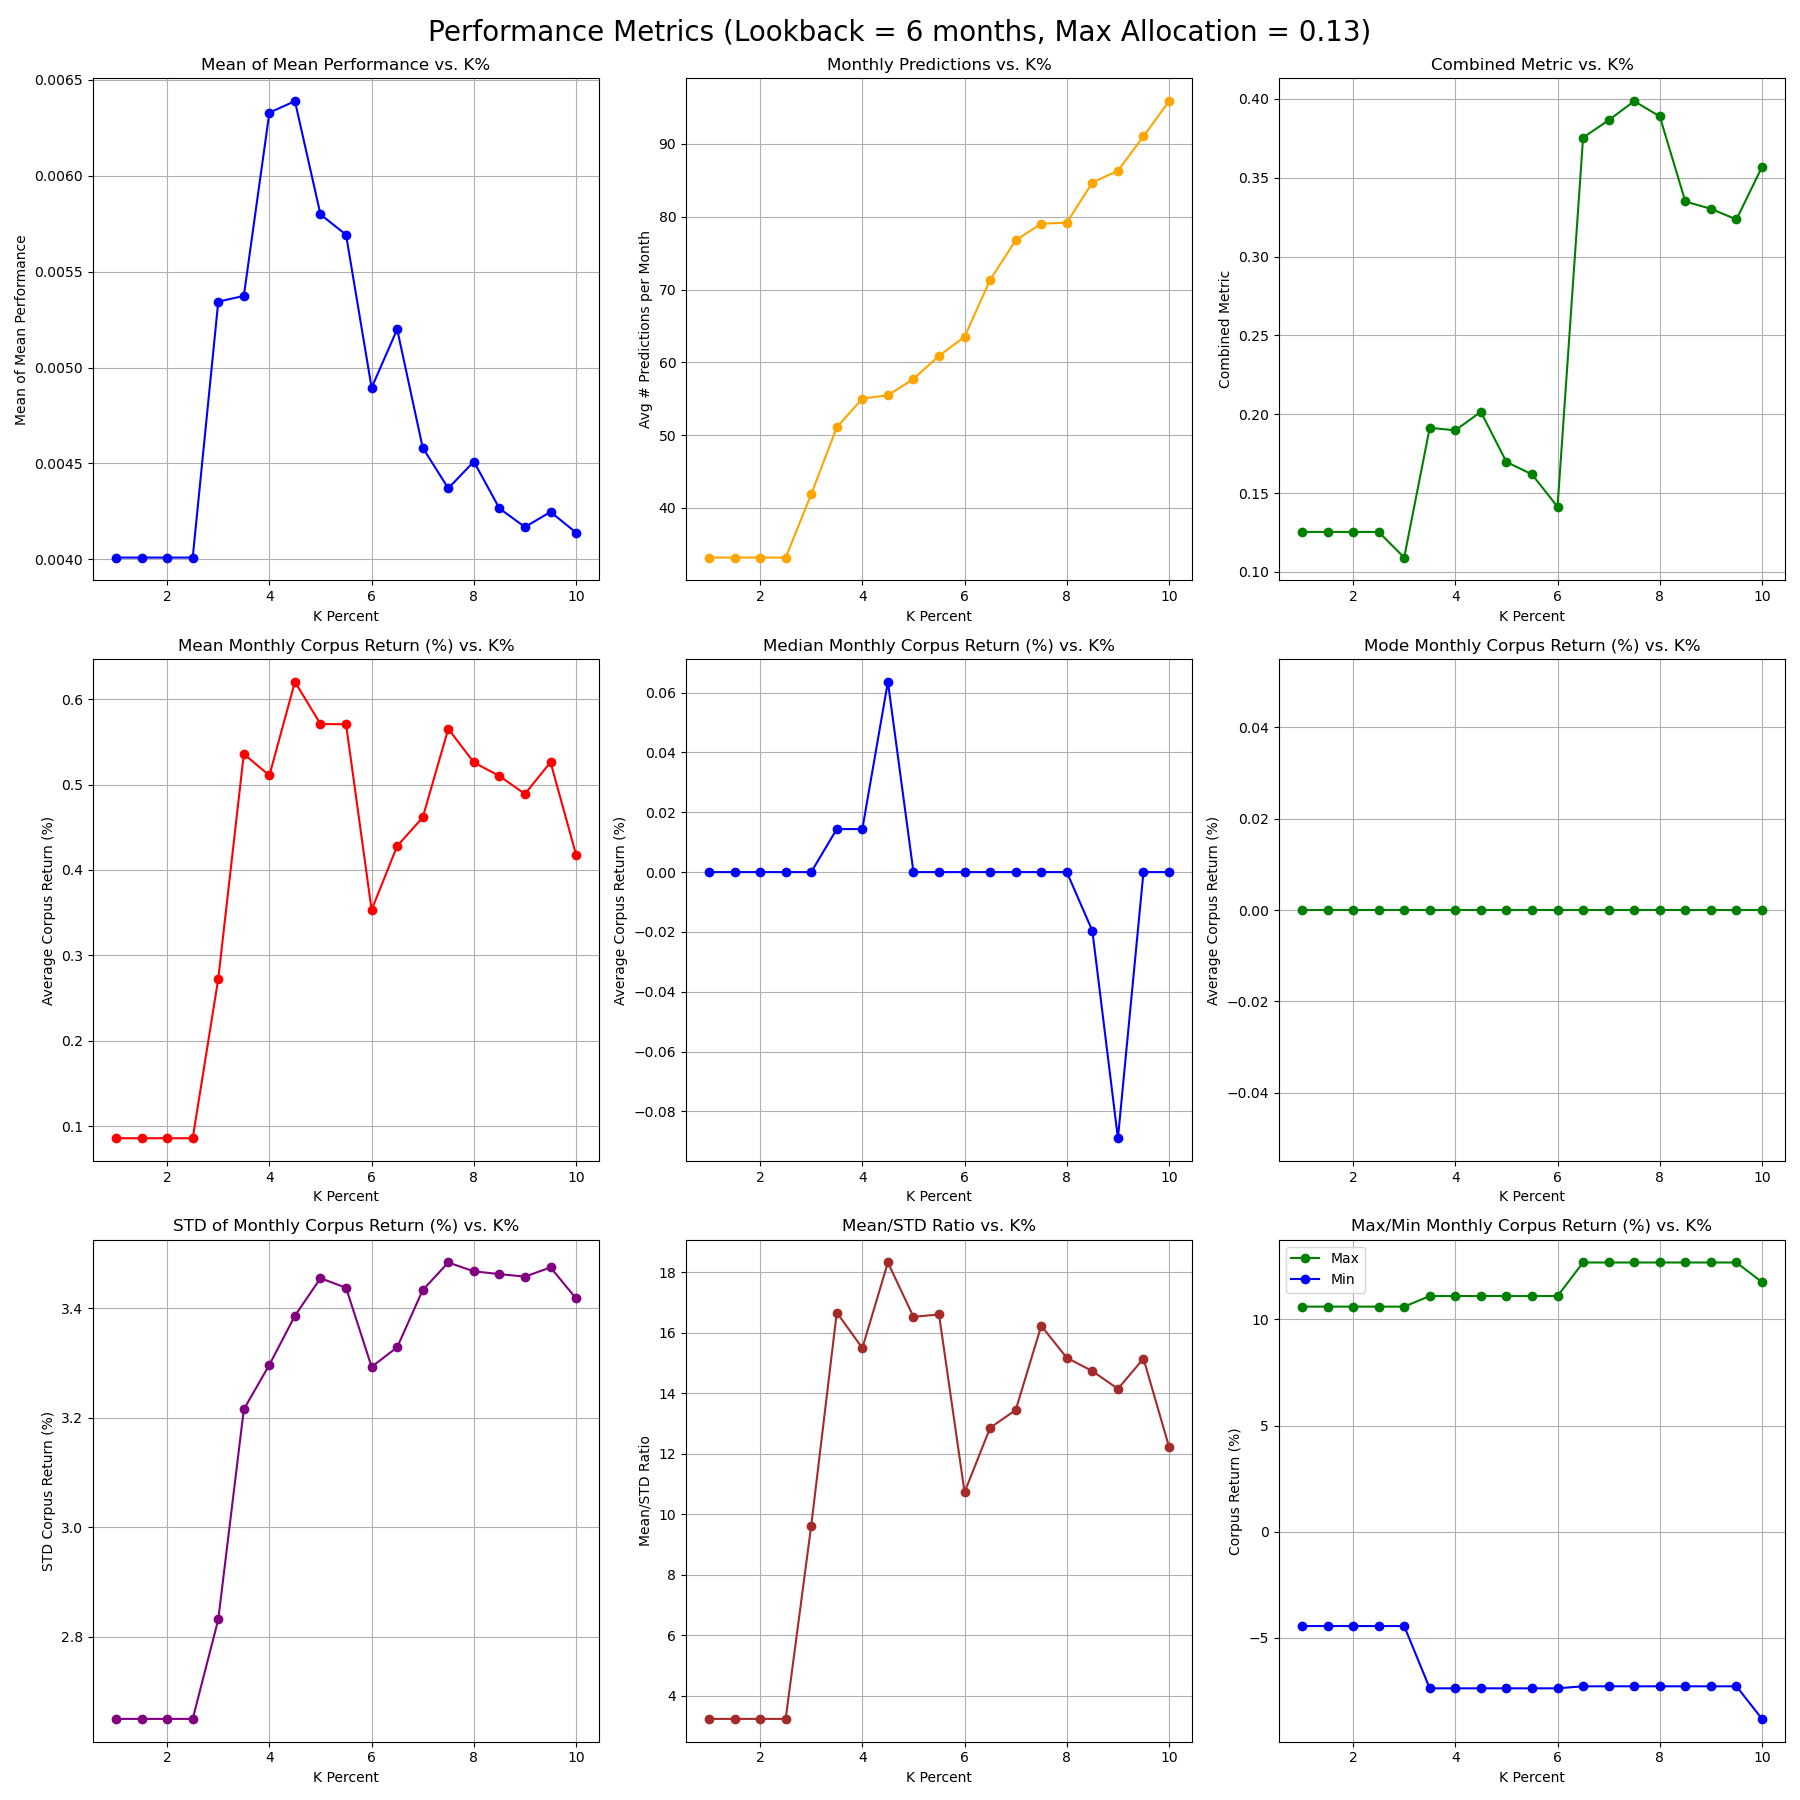 Performance Metrics (Lookback = 6 months, Max Allocation = 0.13)
Mean of Mean Performance vs. K%
Mean of Mean Performance
0.0065
0.0060
0.0055
0.0050
0.0045
0.0040
2 4 6 8 10
K Percent
Monthly Predictions vs. K%
Avg # Predictions per Month
90
80
70
60
50
40
2 4 6 8 10
K Percent
Combined Metric vs. K%
Combined Metric
0.40
0.35
0.30
0.25
0.20
0.15
0.10
2 4 6 8 10
K Percent
Mean Monthly Corpus Return (%) vs. K%
Average Corpus Return (%)
0.6
0.5
0.4
0.3
0.2
0.1
2 4 6 8 10
K Percent
Median Monthly Corpus Return (%) vs. K%
Average Corpus Return (%)
0.06
0.04
0.02
0.00
−0.02
−0.04
−0.06
−0.08
2 4 6 8 10
K Percent
Mode Monthly Corpus Return (%) vs. K%
Average Corpus Return (%)
0.04
0.02
0.00
−0.02
−0.04
2 4 6 8 10
K Percent
STD of Monthly Corpus Return (%) vs. K%
STD Corpus Return (%)
3.4
3.2
3.0
2.8
2 4 6 8 10
K Percent
Mean/STD Ratio vs. K%
Mean/STD Ratio
18
16
14
12
10
8
6
4
2 4 6 8 10
K Percent
Max/Min Monthly Corpus Return (%) vs. K%
Max
Min
Corpus Return (%)
10
5
0
−5
2 4 6 8 10
K Percent